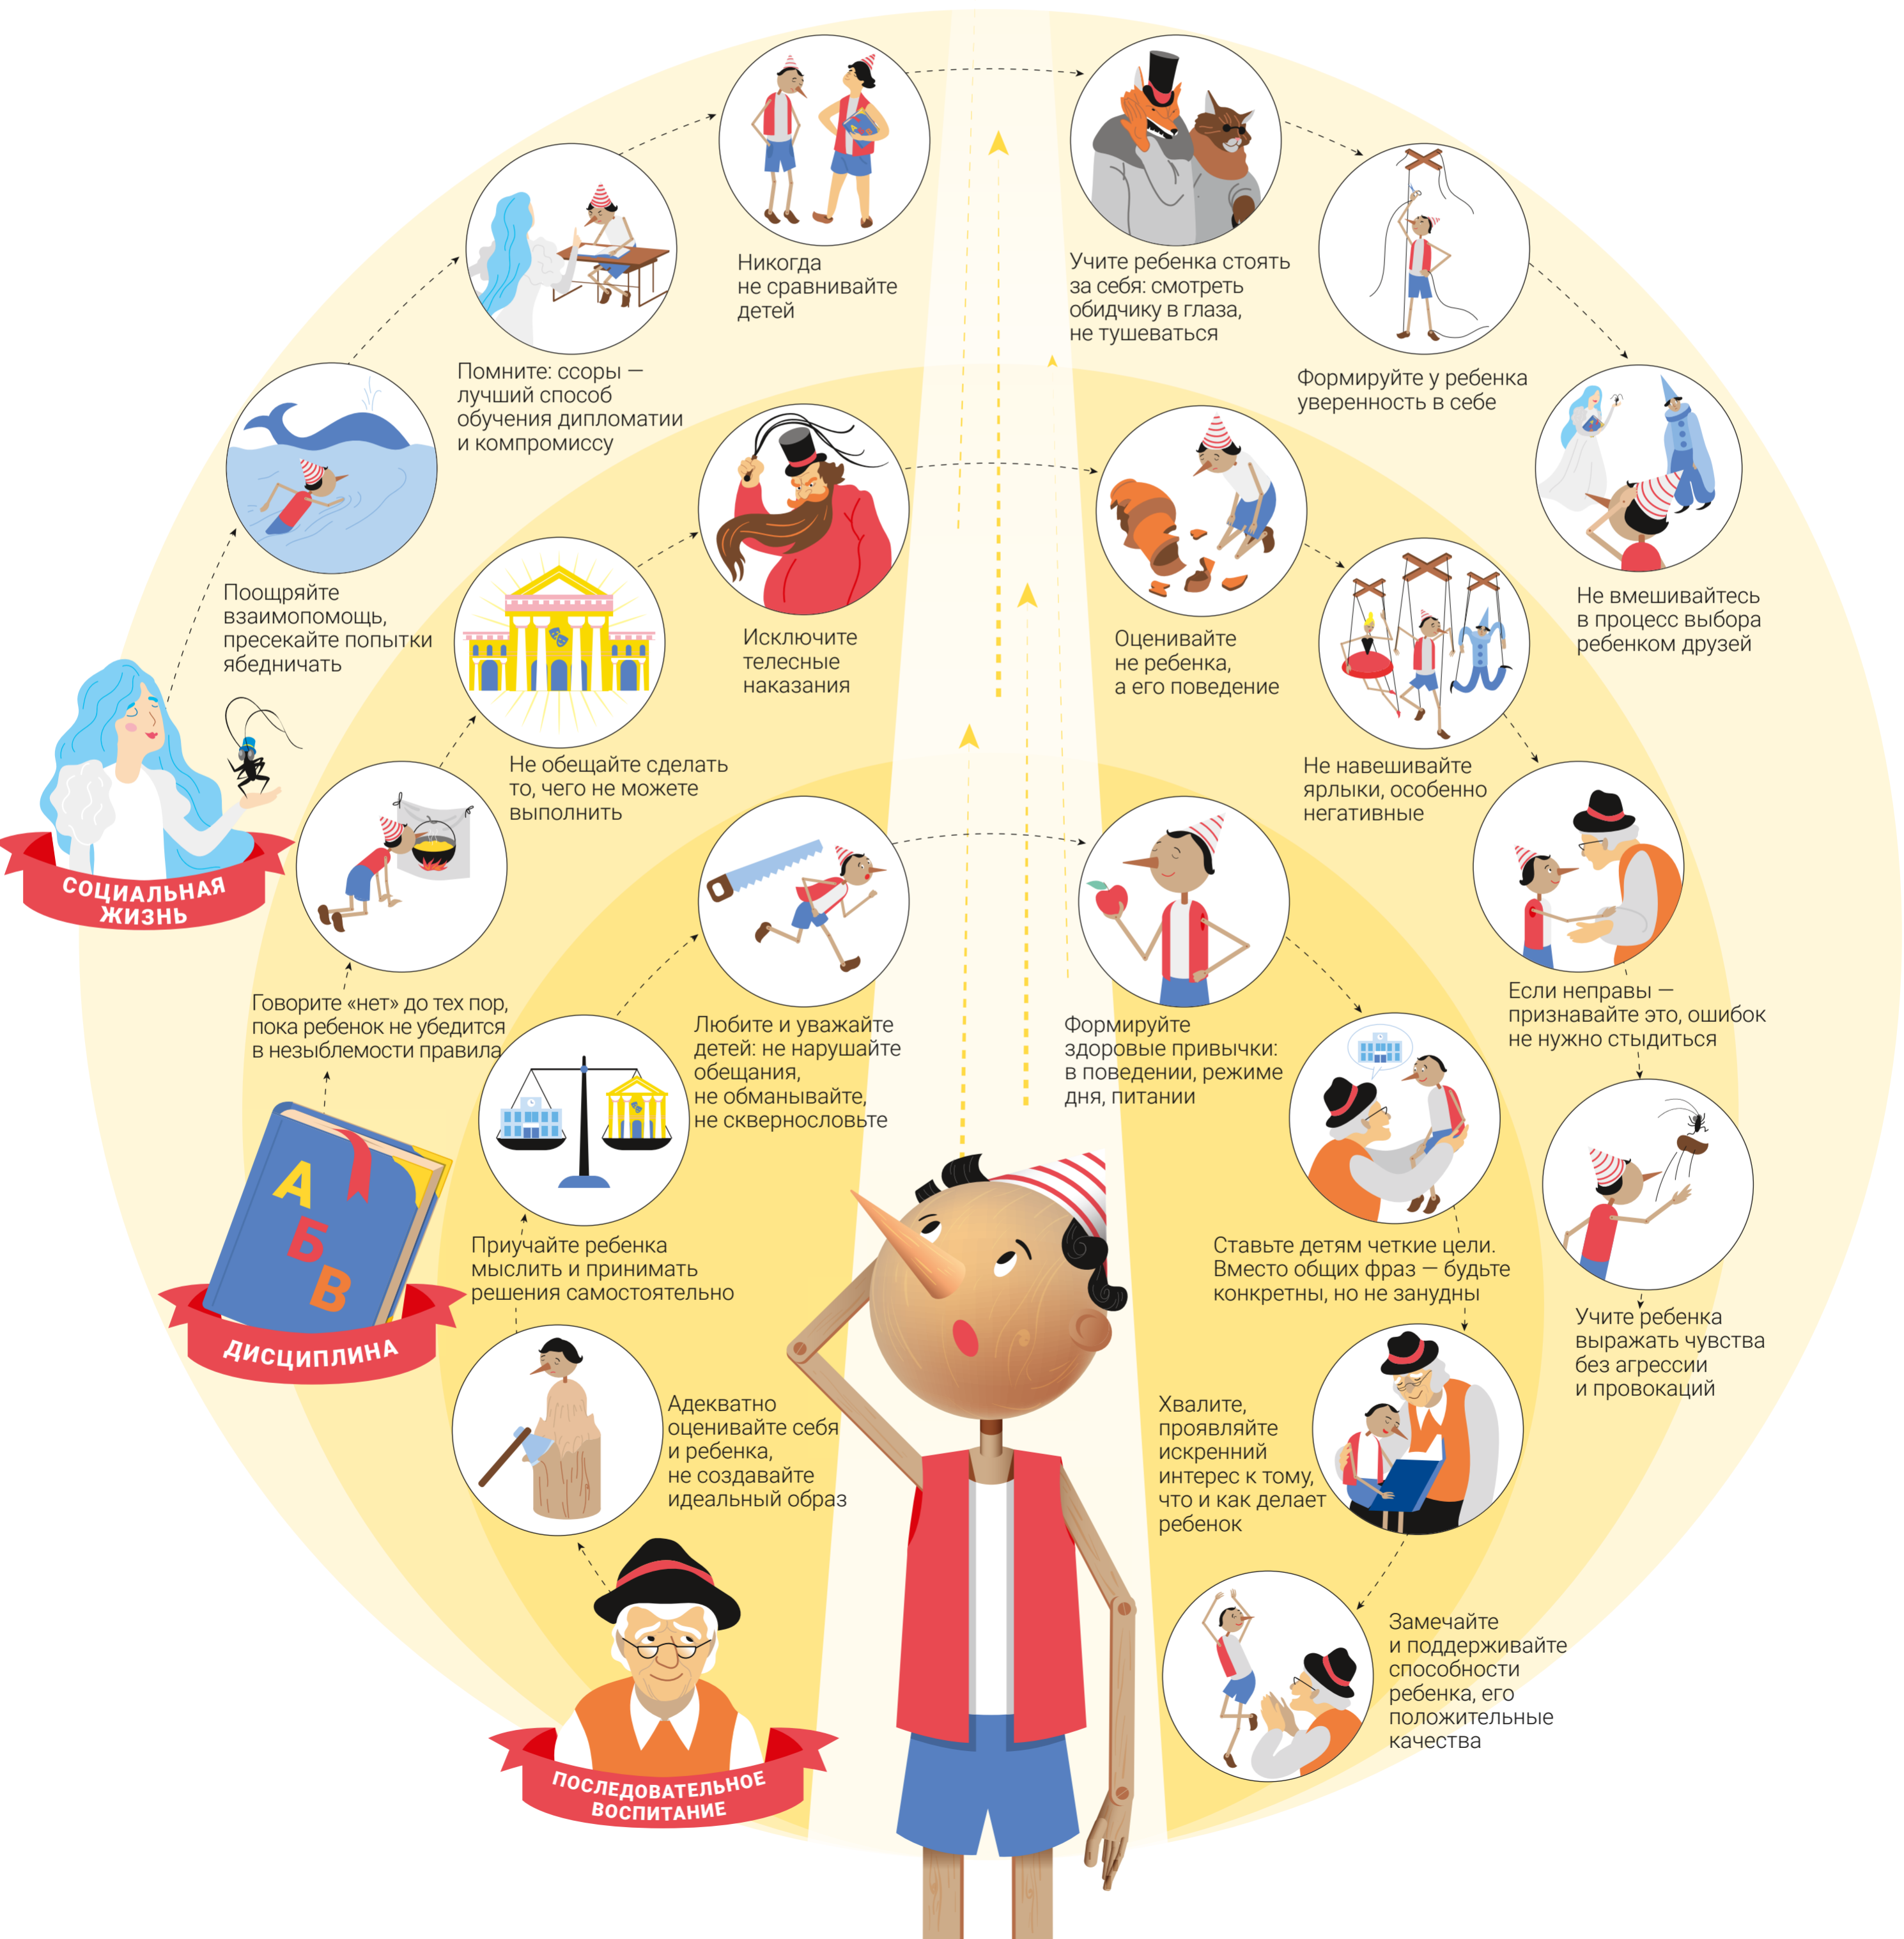 СОЦИАЛЬНАЯ
ЖИЗНЬ
Поощряйте
взаимопомощь,
пресекайте попытки
ябедничать
Помните: ссоры —
лучший способ
обучения дипломатии
и компромиссу
Никогда
не сравнивайте
детей
Учите ребенка стоять
за себя: смотреть
обидчику в глаза,
не тушеваться
Формируйте у ребенка
уверенность в себе
Не вмешивайтесь
в процесс выбора
ребенком друзей
А
Б
В
ДИСЦИПЛИНА
Говорите «нет» до тех пор,
пока ребенок не убедится
в незыблемости правила
Не обещайте сделать
то, чего не можете
выполнить
Исключите
телесные
наказания
Оценивайте
не ребенка,
а его поведение
Не навешивайте
ярлыки, особенно
негативные
Если неправы —
признавайте это, ошибок
не нужно стыдиться
Учите ребенка
выражать чувства
без агрессии
и провокаций
ПОСЛЕДОВАТЕЛЬНОЕ
ВОСПИТАНИЕ
Адекватно
оценивайте себя
и ребенка,
не создавайте
идеальный образ
Приучайте ребенка
мыслить и принимать
решения самостоятельно
Любите и уважайте
детей: не нарушайте
обещания,
не обманывайте,
не сквернословьте
Формируйте
здоровые привычки:
в поведении, режиме
дня, питании
Ставьте детям четкие цели.
Вместо общих фраз — будьте
конкретны, но не занудны
Хвалите,
проявляйте
искренний
интерес к тому,
что и как делает
ребенок
Замечайте
и поддерживайте
способности
ребенка, его
положительные
качества